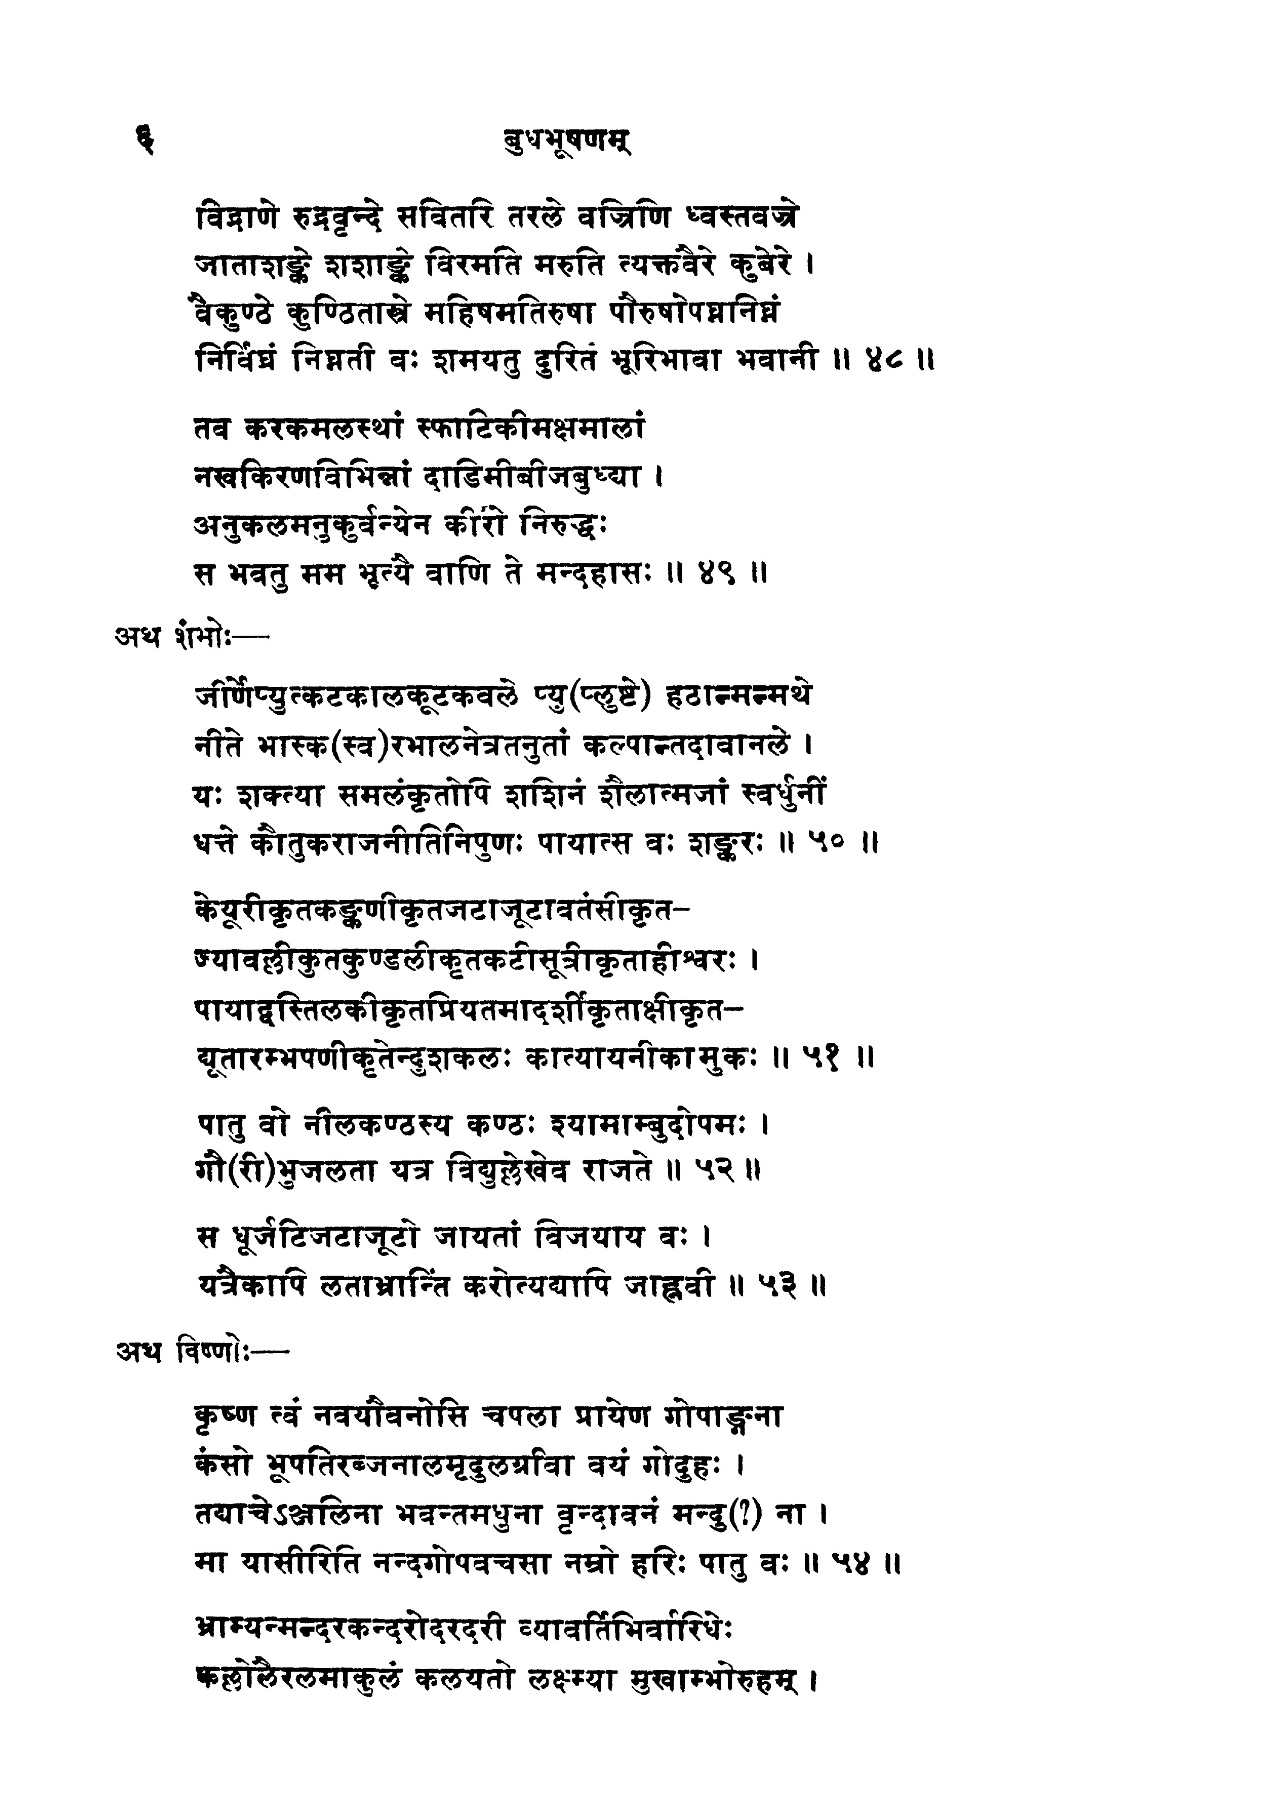 ६ बुधभूषणम्
विद्राणे रुद्रवृन्दे सवितरि तरले वज्रिणि ध्वस्तवज्रे
जाताशङ्के शशाङ्के विरमति मरुति त्यक्तवैरे कुबेरे ।
वैकुण्ठे कुण्ठितास्त्रे महिषमतिरुषा पौरुषोपघ्ननिघ्नं
निर्विघ्नं निघ्नती वः शमयतु दुरितं भूरिभावा भवानी ॥ ४८ ॥
तव करकमलस्थां स्फाटिकीमक्षमालां
नखकिरणविभिन्नां दाडिमीबीजबुध्या ।
अनुकलमनुकुर्वन्येन कीरो निरुद्धः
स भवतु मम भृत्यै वाणि ते मन्दहासः ॥ ४९ ॥
अथ शंभोः—
जीर्णेप्युत्कटकालकूटकवले प्यु(प्लुष्टे) हठान्मन्मथे
नीते भास्क(स्व)रभालनेत्रतनुतां कल्पान्तदावानले ।
यः शक्त्या समलंकृतोपि शशिनं शैलात्मजां स्वर्धुनीं
धत्ते कौतुकराजनीतिनिपुणः पायात्स वः शङ्करः ॥ ५० ॥
केयूरीकृतकङ्कणीकृतजटाजूटावतंसीकृत-
ज्यावल्लीकुतकुण्डलीकृतकटीसूत्रीकृताहीश्वरः ।
पायाद्वस्तिलकीकृतप्रियतमादर्शीकृताक्षीकृत-
द्यूतारम्भपणीकृतेन्दुशकलः कात्यायनीकामुकः ॥ ५१ ॥
पातु वो नीलकण्ठस्य कण्ठः श्यामाम्बुदोपमः ।
गौ(री)भुजलता यत्र विद्युल्लेखेव राजते ॥ ५२ ॥
स धूर्जटिजटाजूटो जायतां विजयाय वः ।
यत्रैकापि लताभ्रान्तिं करोत्यद्यापि जाह्नवी ॥ ५३ ॥
अथ विष्णोः—
कृष्ण त्वं नवयौवनोसि चपला प्रायेण गोपाङ्गना
कंसो भूपतिरब्जनालमृदुलग्रीवा वयं गोदुहः ।
तद्याचेऽञ्जलिना भवन्तमधुना वृन्दावनं मन्दु(?) ना ।
मा यासीरिति नन्दगोपवचसा नम्रो हरिः पातु वः ॥ ५४ ॥
भ्राम्यन्मन्दरकन्दरोदरदरी व्यावर्तिभिर्वारिधेः
कल्लोलैरलमाकुलं कलयतो लक्ष्म्या मुखाम्भोरुहम् ।